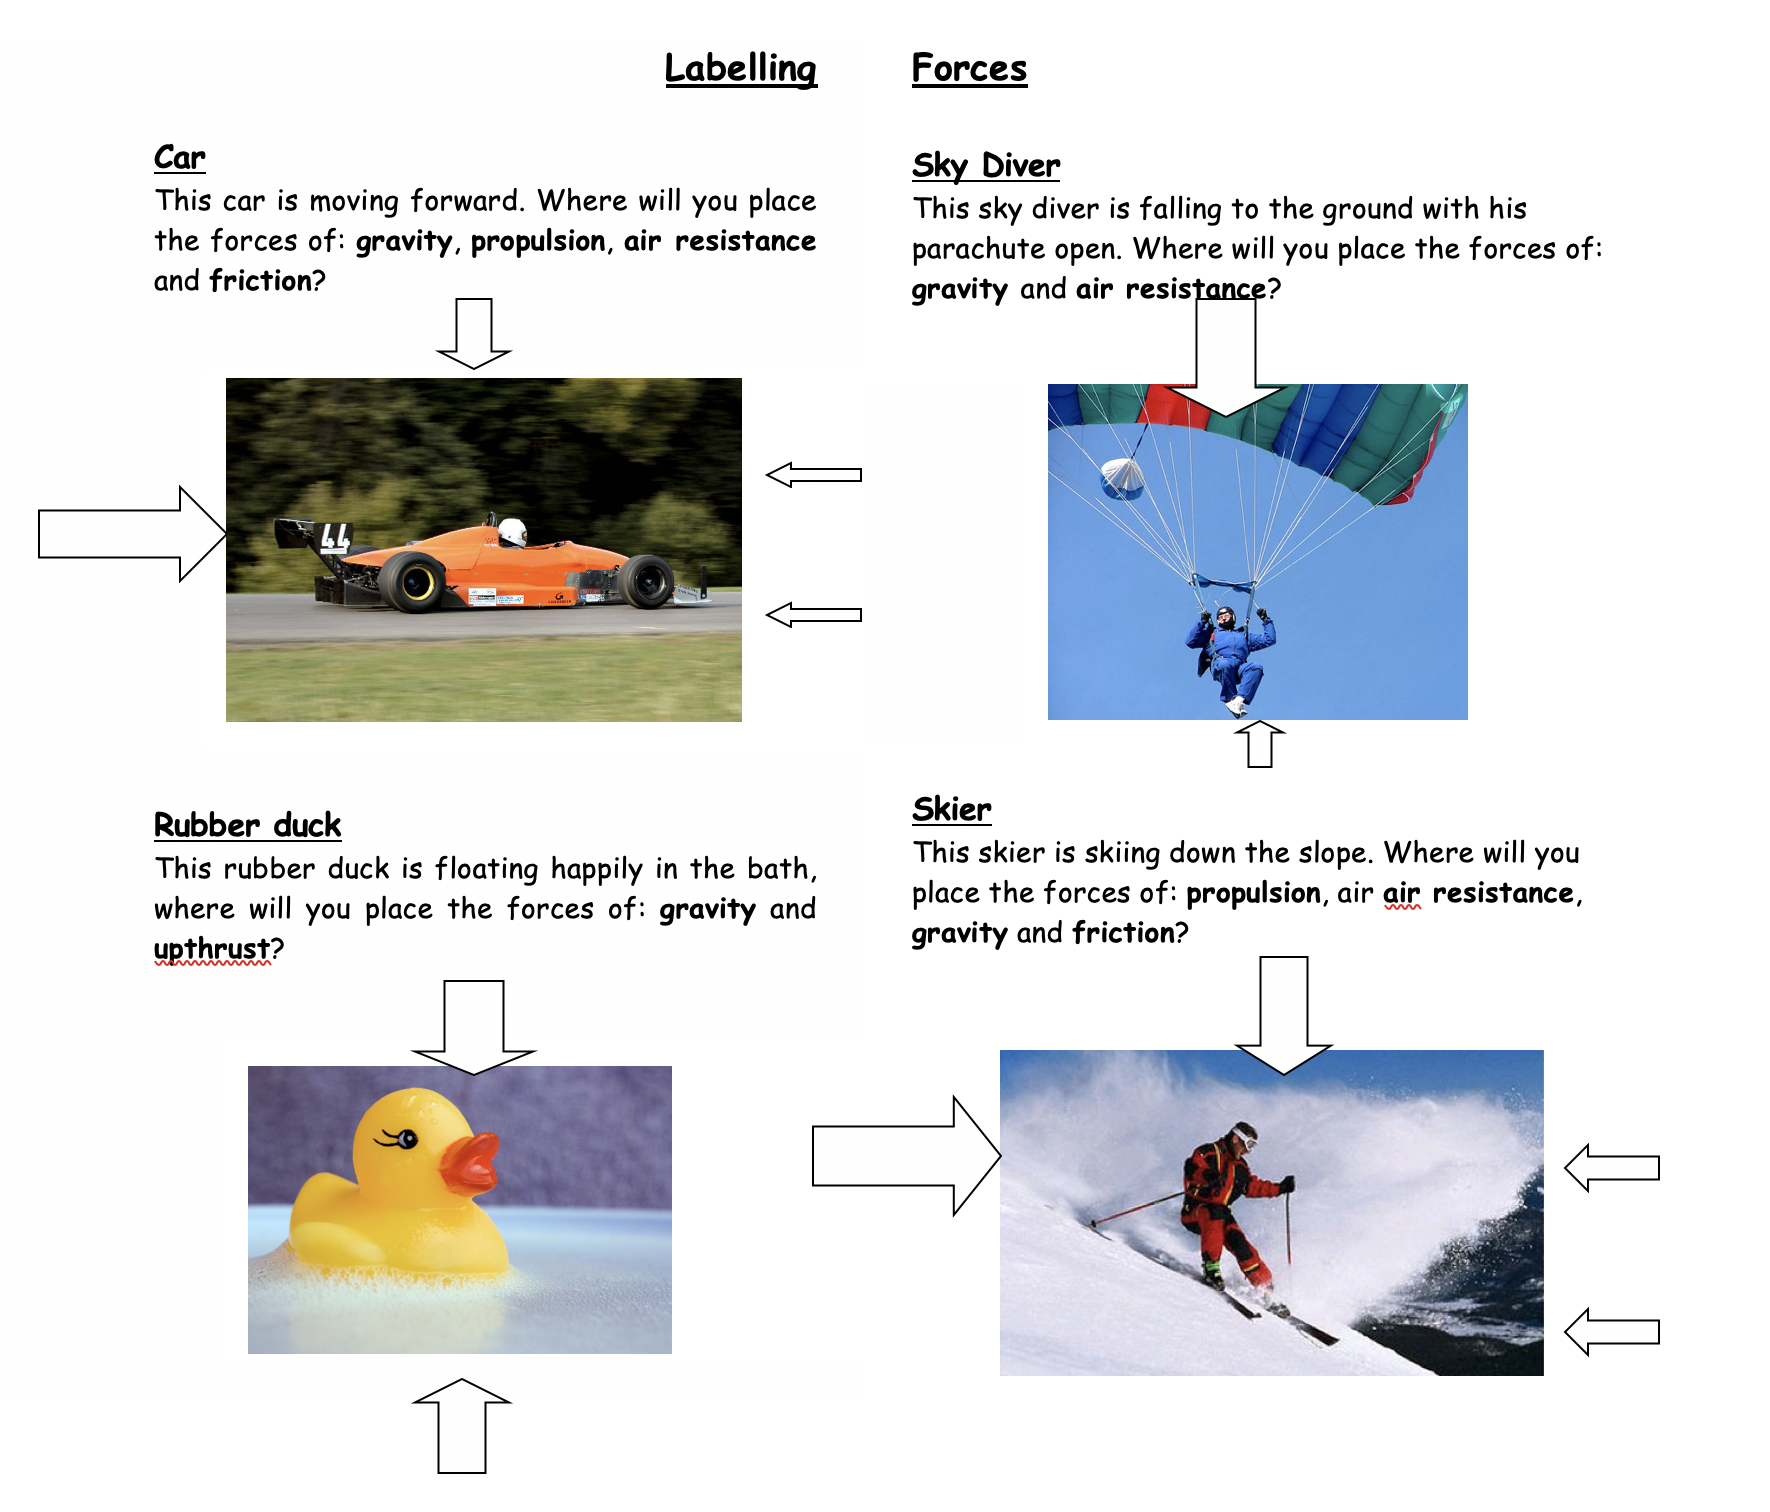 Labelling Forces
Car
This car is moving forward. Where will you place
the forces of: gravity, propulsion, air resistance
and friction?
44
Sky Diver
This sky diver is falling to the ground with his
parachute open. Where will you place the forces of:
gravity and air resistance?
Rubber duck
This rubber duck is floating happily in the bath,
where will you place the forces of: gravity and
upthrust?
Skier
This skier is skiing down the slope. Where will you
place the forces of: propulsion, air air resistance,
gravity and friction?